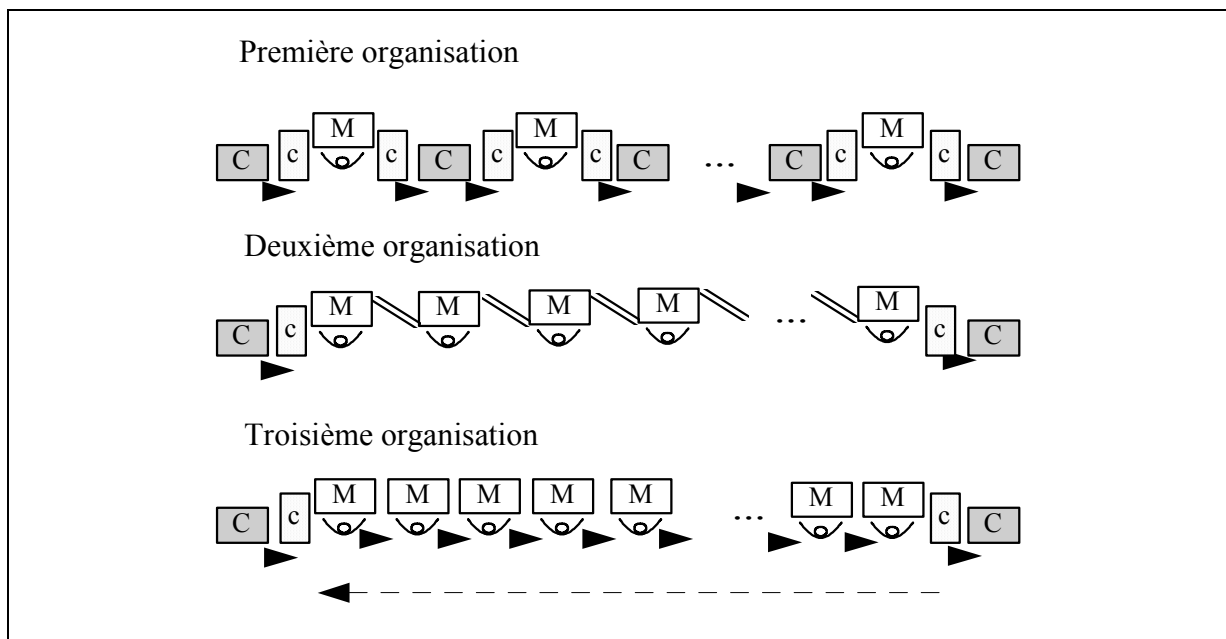 Première organisation
C c M c C c M c C ... C c M c C
Deuxième organisation
C c M M M M ... M c C
Troisième organisation
C c M M M M M ... M M c C